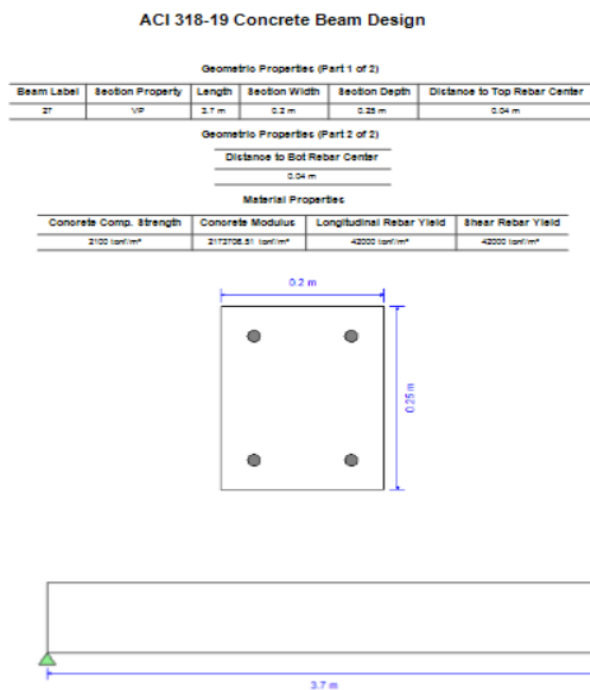 ACI 318-19 Concrete Beam Design
Geometric Properties (Part 1 of 2)
Beam Label Section Property Length Section Width Section Depth Distance to Top Rebar Center
27 VP 3.7 m 0.2 m 0.25 m 0.04 m
Geometric Properties (Part 2 of 2)
Distance to Bot Rebar Center
0.04 m
Material Properties
Concrete Comp. Strength Concrete Modulus Longitudinal Rebar Yield Shear Rebar Yield
2100 tonf/m² 2173706.51 tonf/m² 42000 tonf/m² 42000 tonf/m²
0.2 m
0.25 m
3.7 m